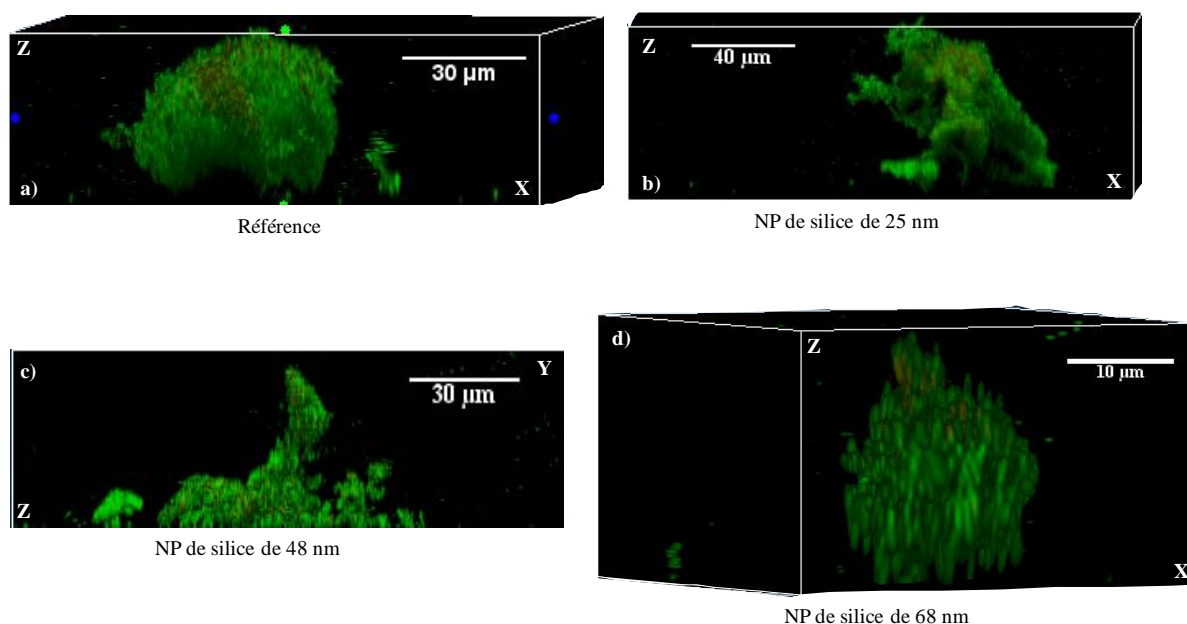 Z
30 µm
a)
X
Référence
Z
40 µm
b)
X
NP de silice de 25 nm
c)
Y
30 µm
Z
NP de silice de 48 nm
d)
Z
10 µm
X
NP de silice de 68 nm